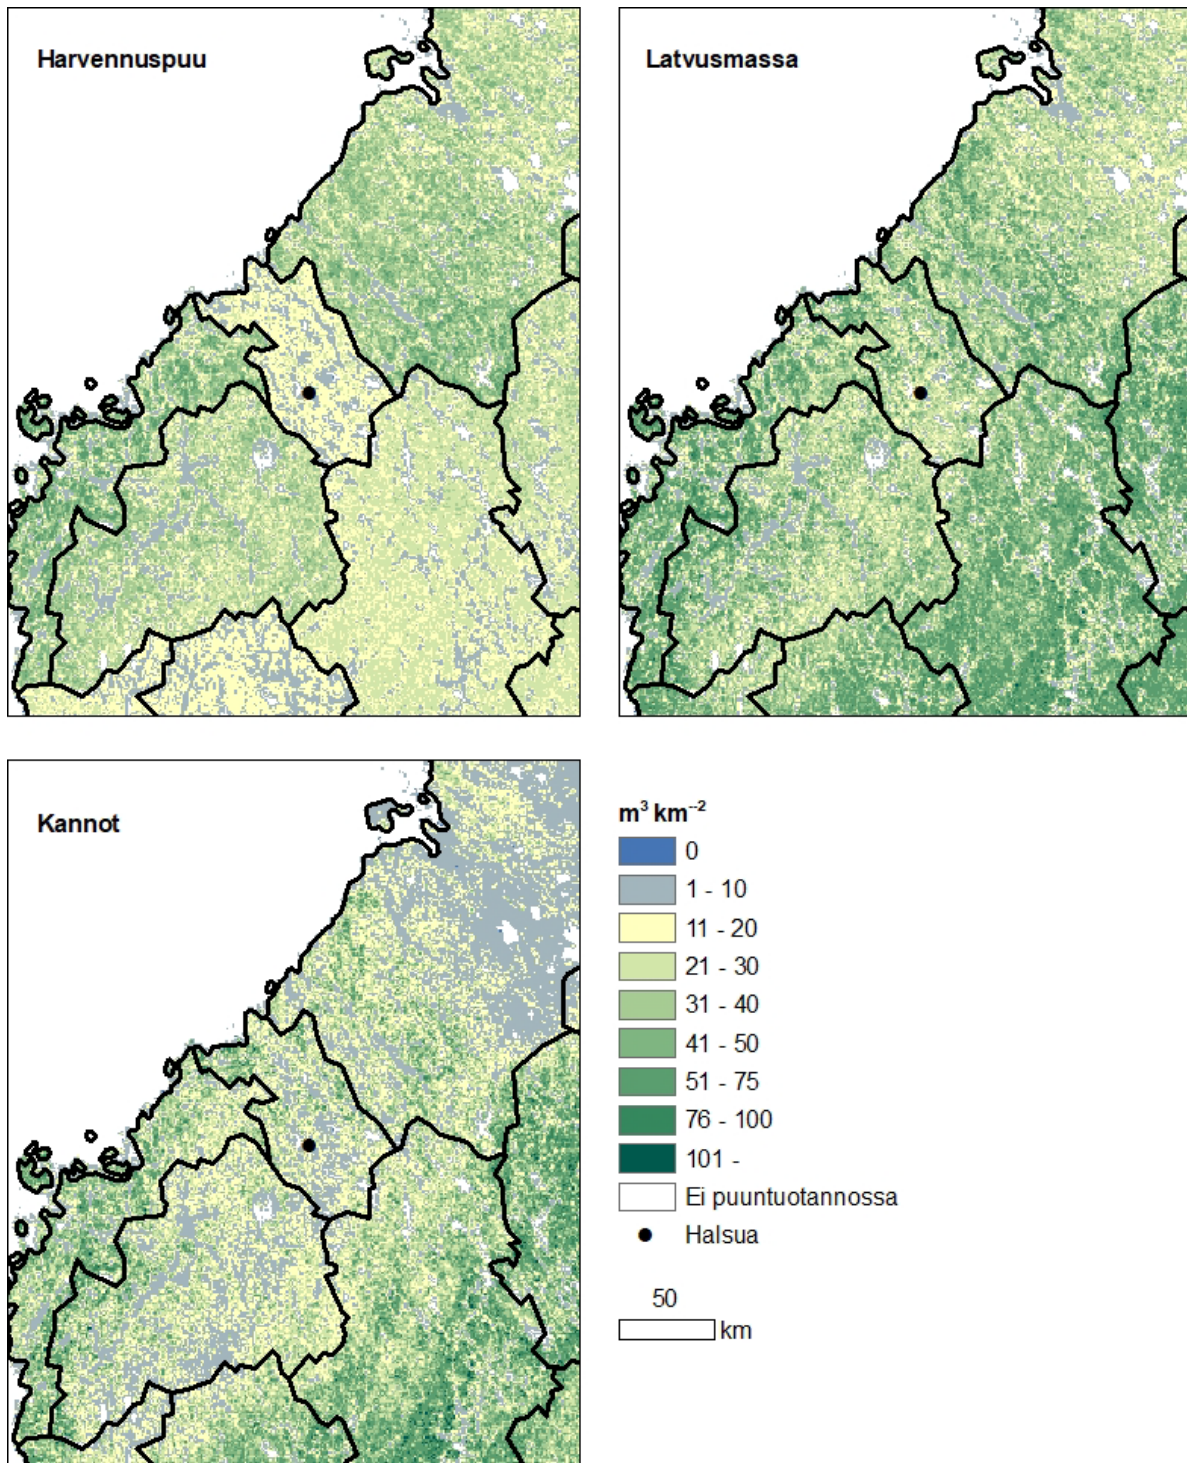 Harvennuspuu
Latvusmassa
Kannot
m³ km⁻²
0
1 - 10
11 - 20
21 - 30
31 - 40
41 - 50
51 - 75
76 - 100
101 -
Ei puuntuotannossa
Halsua
50
km